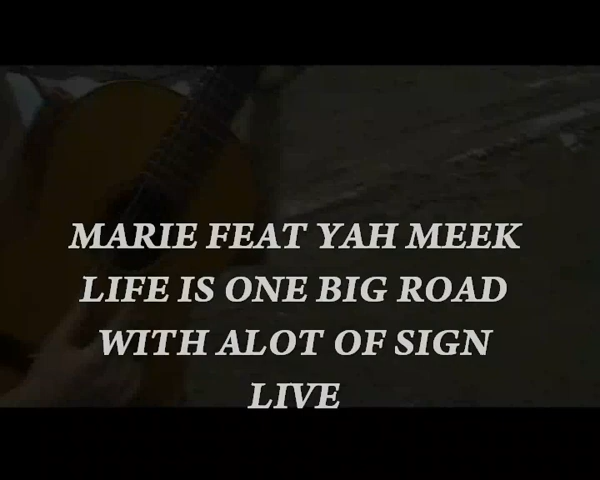 MARIE FEAT YAH MEEK
LIFE IS ONE BIG ROAD
WITH ALOT OF SIGN
LIVE